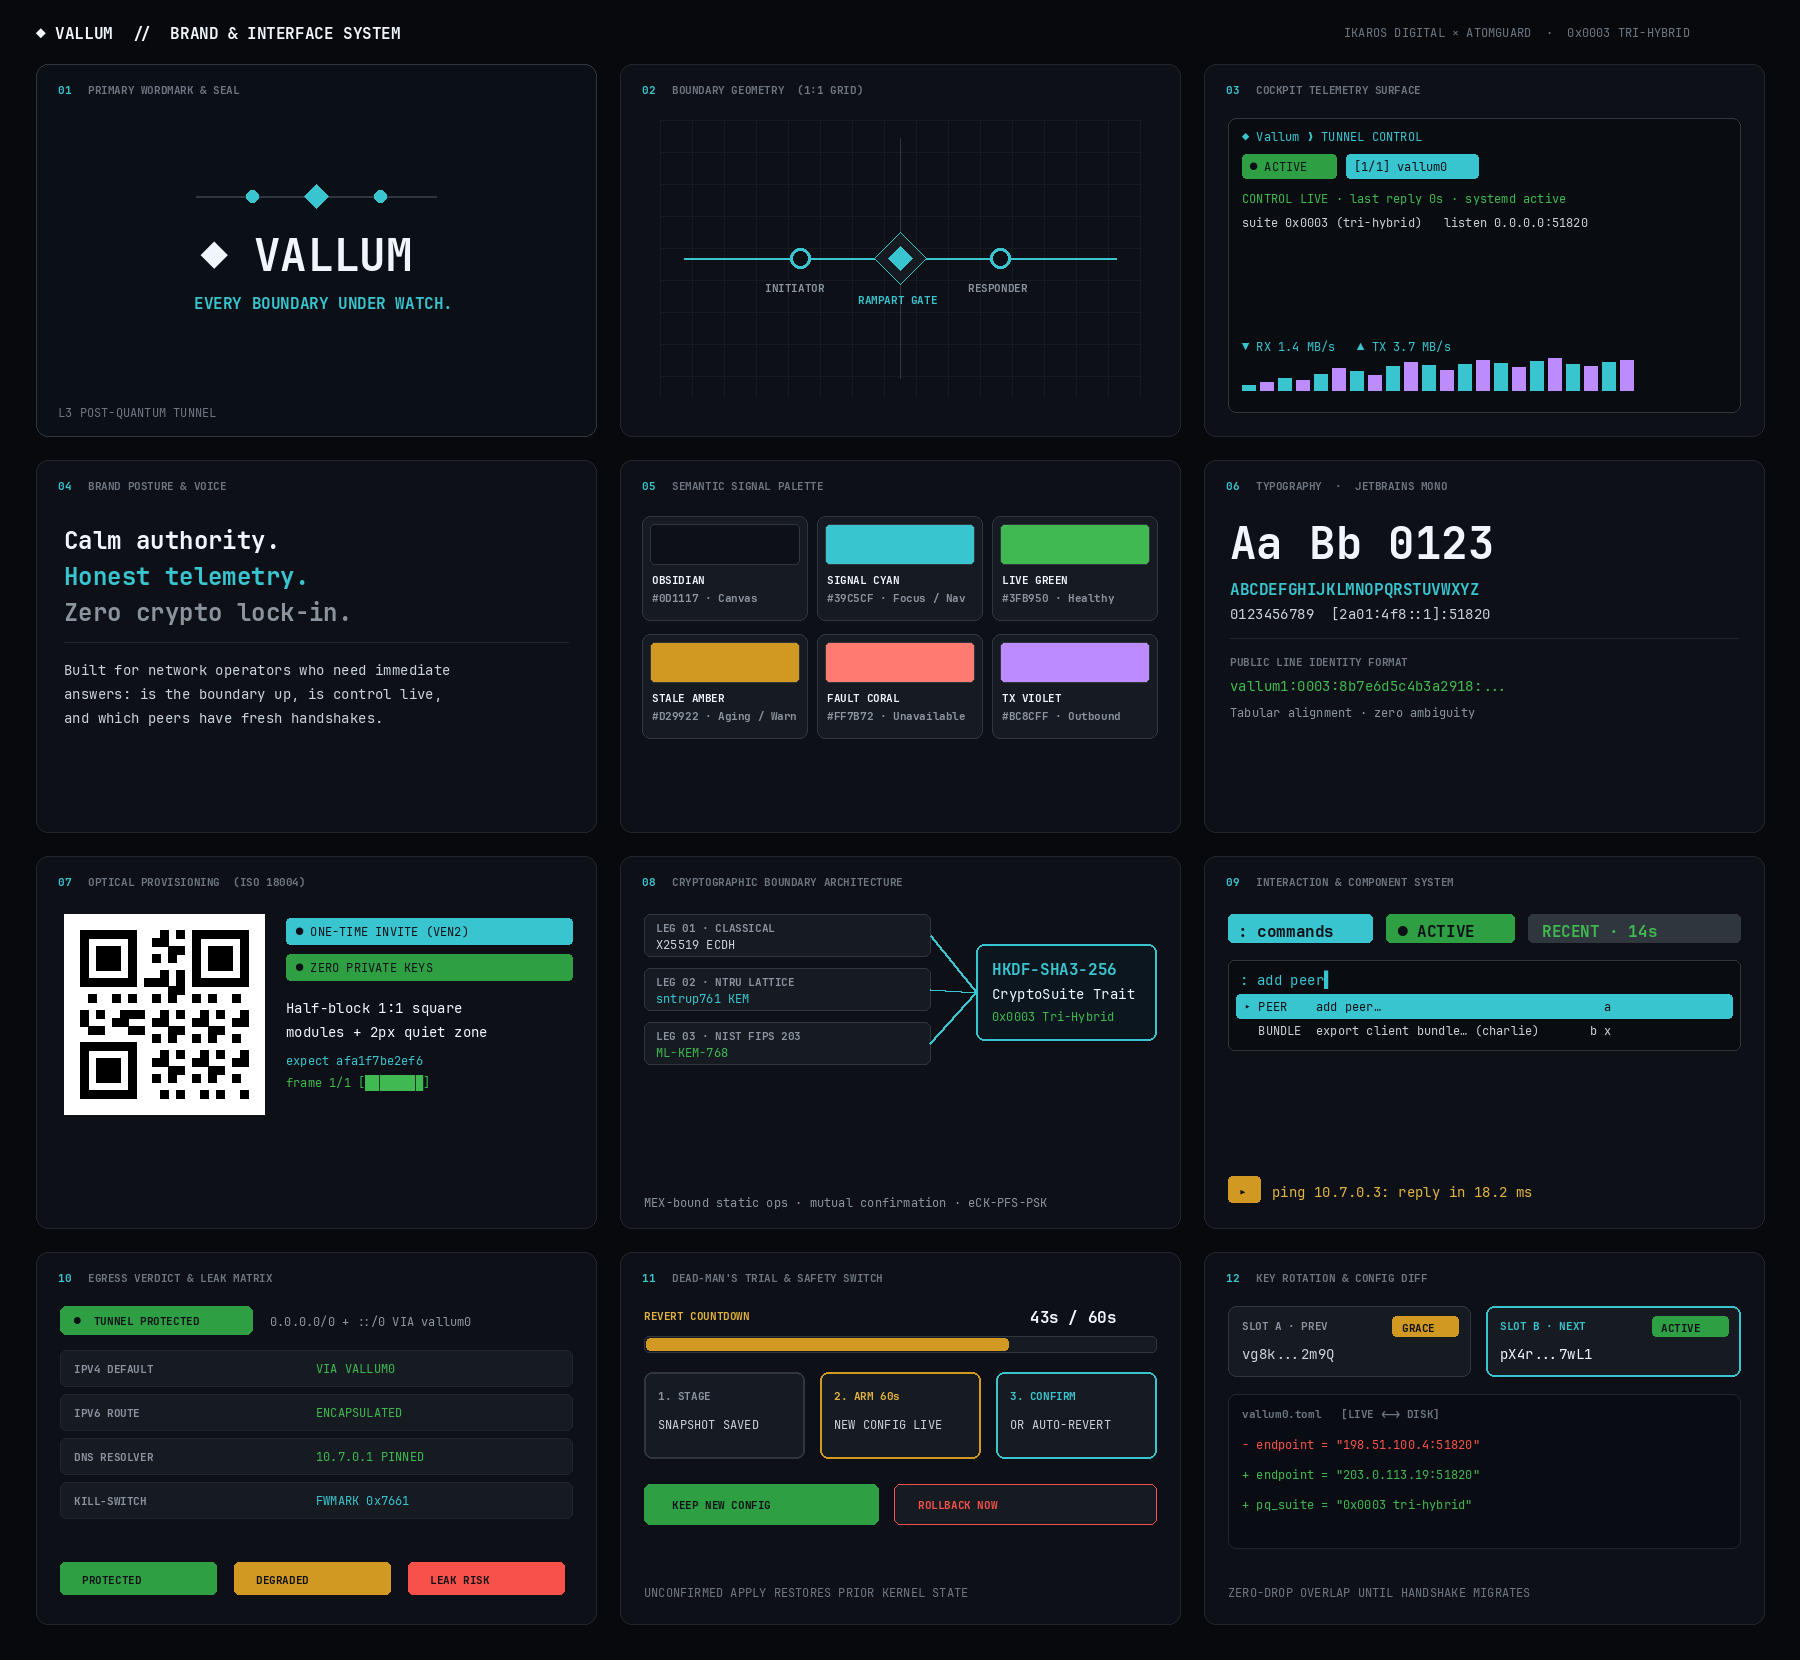 ◆ VALLUM // BRAND & INTERFACE SYSTEM
IKAROS DIGITAL × ATOMGUARD · 0x0003 TRI-HYBRID
01 PRIMARY WORDMARK & SEAL
◆ VALLUM
EVERY BOUNDARY UNDER WATCH.
L3 POST-QUANTUM TUNNEL
02 BOUNDARY GEOMETRY (1:1 GRID)
INITIATOR
RESPONDER
RAMPART GATE
03 COCKPIT TELEMETRY SURFACE
◆ Vallum ❫ TUNNEL CONTROL
● ACTIVE
[1/1] vallum0
CONTROL LIVE · last reply 0s · systemd active
suite 0x0003 (tri-hybrid) listen 0.0.0.0:51820
▼ RX 1.4 MB/s ▲ TX 3.7 MB/s
04 BRAND POSTURE & VOICE
Calm authority.
Honest telemetry.
Zero crypto lock-in.
Built for network operators who need immediate
answers: is the boundary up, is control live,
and which peers have fresh handshakes.
05 SEMANTIC SIGNAL PALETTE
OBSIDIAN
#0D1117 · Canvas
SIGNAL CYAN
#39C5CF · Focus / Nav
LIVE GREEN
#3FB950 · Healthy
STALE AMBER
#D29922 · Aging / Warn
FAULT CORAL
#FF7B72 · Unavailable
TX VIOLET
#BC8CFF · Outbound
06 TYPOGRAPHY · JETBRAINS MONO
Aa Bb 0123
ABCDEFGHIJKLMNOPQRSTUVWXYZ
0123456789 [2a01:4f8::1]:51820
PUBLIC LINE IDENTITY FORMAT
vallum1:0003:8b7e6d5c4b3a2918:...
Tabular alignment · zero ambiguity
07 OPTICAL PROVISIONING (ISO 18004)
● ONE-TIME INVITE (VEN2)
● ZERO PRIVATE KEYS
Half-block 1:1 square
modules + 2px quiet zone
expect afa1f7be2ef6
frame 1/1 [████████]
08 CRYPTOGRAPHIC BOUNDARY ARCHITECTURE
LEG 01 · CLASSICAL
X25519 ECDH
LEG 02 · NTRU LATTICE
sntrup761 KEM
LEG 03 · NIST FIPS 203
ML-KEM-768
HKDF-SHA3-256
CryptoSuite Trait
0x0003 Tri-Hybrid
MEX-bound static ops · mutual confirmation · eCK-PFS-PSK
09 INTERACTION & COMPONENT SYSTEM
: commands
● ACTIVE
RECENT · 14s
: add peer▌
▸ PEER add peer… a
BUNDLE export client bundle… (charlie) b x
▸ ping 10.7.0.3: reply in 18.2 ms
10 EGRESS VERDICT & LEAK MATRIX
● TUNNEL PROTECTED
0.0.0.0/0 + ::/0 VIA vallum0
IPV4 DEFAULT VIA VALLUM0
IPV6 ROUTE ENCAPSULATED
DNS RESOLVER 10.7.0.1 PINNED
KILL-SWITCH FWMARK 0x7661
PROTECTED
DEGRADED
LEAK RISK
11 DEAD-MAN'S TRIAL & SAFETY SWITCH
REVERT COUNTDOWN
43s / 60s
1. STAGE
SNAPSHOT SAVED
2. ARM 60s
NEW CONFIG LIVE
3. CONFIRM
OR AUTO-REVERT
KEEP NEW CONFIG
ROLLBACK NOW
UNCONFIRMED APPLY RESTORES PRIOR KERNEL STATE
12 KEY ROTATION & CONFIG DIFF
SLOT A · PREV
GRACE
vg8k...2m9Q
SLOT B · NEXT
ACTIVE
pX4r...7wL1
vallum0.toml [LIVE <--> DISK]
- endpoint = "198.51.100.4:51820"
+ endpoint = "203.0.113.19:51820"
+ pq_suite = "0x0003 tri-hybrid"
ZERO-DROP OVERLAP UNTIL HANDSHAKE MIGRATES